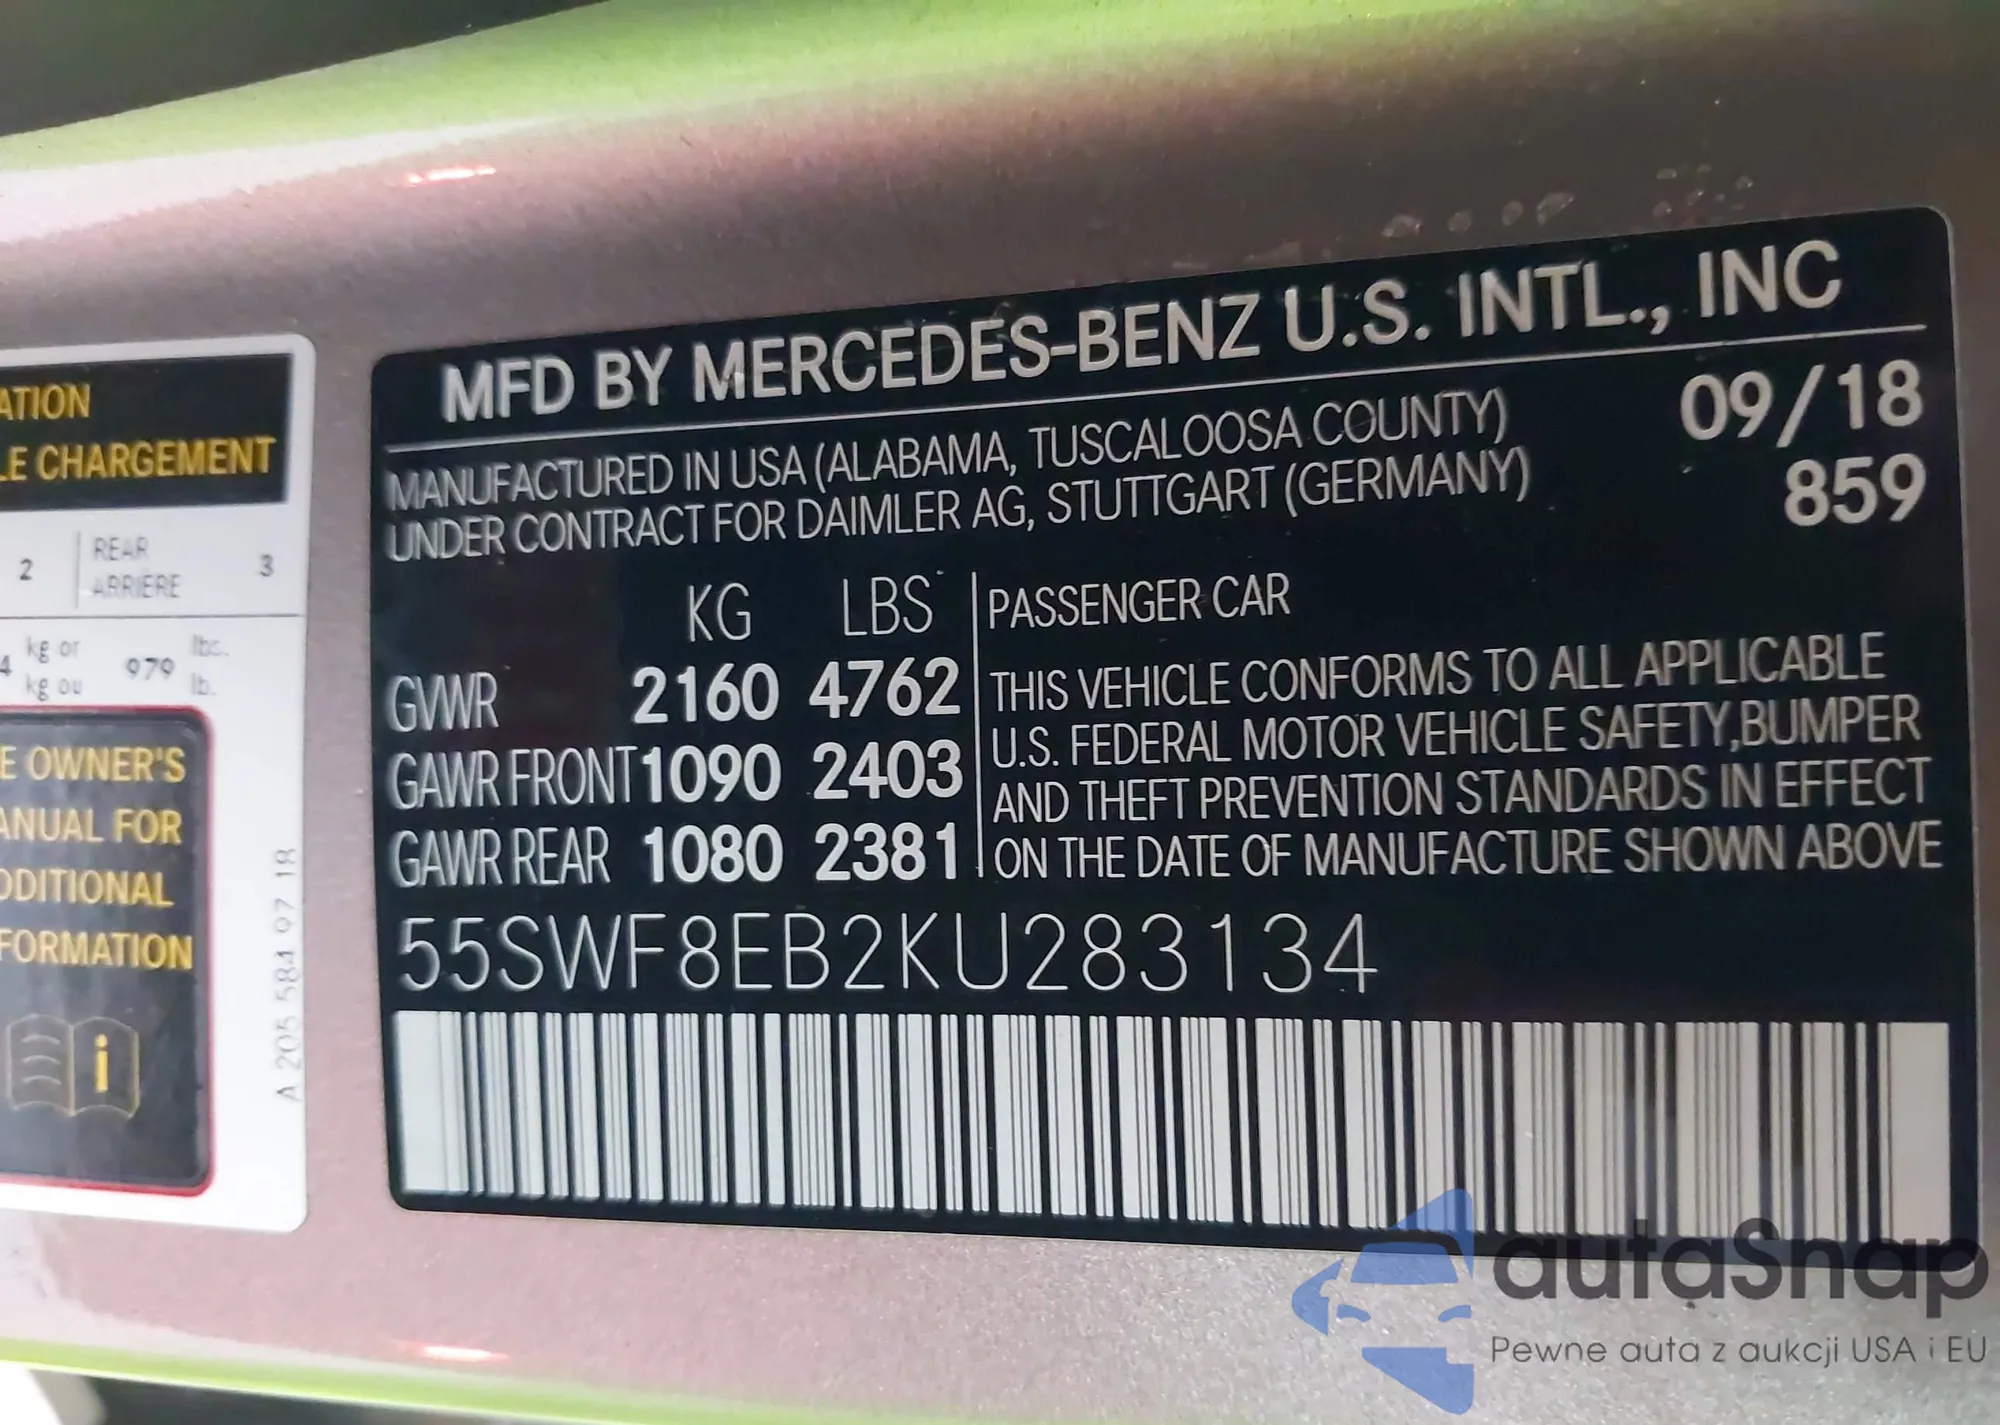 ATION
LE CHARGEMENT
2 REAR 3
ARRIÈRE
4 kg or 979 lbs.
kg ou lb.
E OWNER'S
ANUAL FOR
DDITIONAL
FORMATION
i
A 205 584 97 18
MFD BY MERCEDES-BENZ U.S. INTL., INC
MANUFACTURED IN USA (ALABAMA, TUSCALOOSA COUNTY) 09/18
UNDER CONTRACT FOR DAIMLER AG, STUTTGART (GERMANY) 859
KG LBS
GVWR 2160 4762
GAWR FRONT 1090 2403
GAWR REAR 1080 2381
PASSENGER CAR
THIS VEHICLE CONFORMS TO ALL APPLICABLE
U.S. FEDERAL MOTOR VEHICLE SAFETY,BUMPER
AND THEFT PREVENTION STANDARDS IN EFFECT
ON THE DATE OF MANUFACTURE SHOWN ABOVE
55SWF8EB2KU283134
autaSnap
Pewne auta z aukcji USA i EU